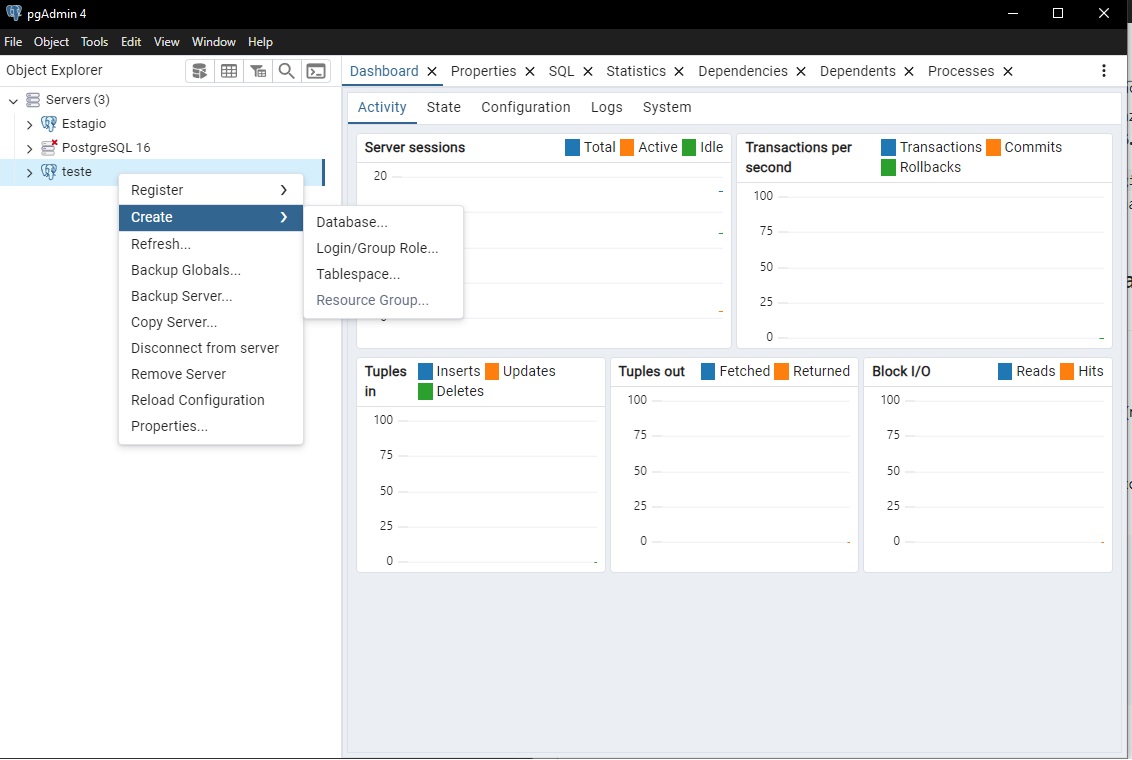 pgAdmin 4
File Object Tools Edit View Window Help
Object Explorer
Dashboard Properties SQL Statistics Dependencies Dependents Processes
Servers (3)
Estagio
PostgreSQL 16
teste
Register
Create
Refresh...
Backup Globals...
Backup Server...
Copy Server...
Disconnect from server
Remove Server
Reload Configuration
Properties...
Database...
Login/Group Role...
Tablespace...
Resource Group...
Activity State Configuration Logs System
Server sessions Total Active Idle
20
Transactions per second
Transactions Commits
Rollbacks
100
75
50
25
0
Tuples in
Inserts Updates
Deletes
100
75
50
25
0
Tuples out Fetched Returned
100
75
50
25
0
Block I/O Reads Hits
100
75
50
25
0